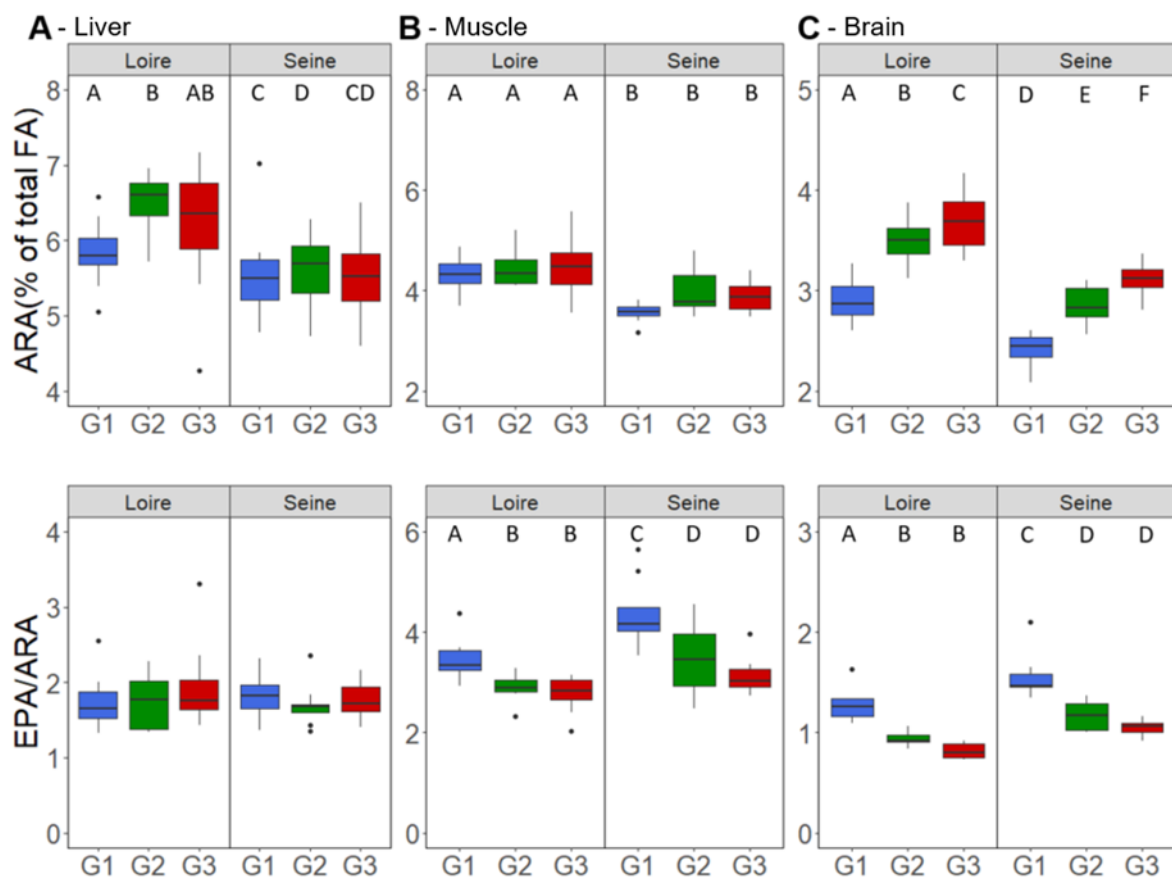 A - Liver
B - Muscle
C - Brain
Loire Seine
Loire Seine
Loire Seine
ARA(% of total FA)
8
7
6
5
4
A B AB C D CD
G1 G2 G3 G1 G2 G3
8
6
4
2
A A A B B B
G1 G2 G3 G1 G2 G3
5
4
3
2
A B C D E F
G1 G2 G3 G1 G2 G3
Loire Seine
Loire Seine
Loire Seine
EPA/ARA
4
3
2
1
0
G1 G2 G3 G1 G2 G3
6
4
2
0
A B B C D D
G1 G2 G3 G1 G2 G3
3
2
1
0
A B B C D D
G1 G2 G3 G1 G2 G3